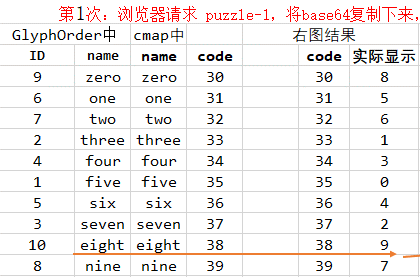 第1次：浏览器请求 puzzle-1，将base64复制下来，
GlyphOrder中 cmap中 右图结果
ID name name code code 实际显示
9 zero zero 30 30 8
6 one one 31 31 5
7 two two 32 32 6
2 three three 33 33 1
4 four four 34 34 3
1 five five 35 35 0
5 six six 36 36 4
3 seven seven 37 37 2
10 eight eight 38 38 9
8 nine nine 39 39 7